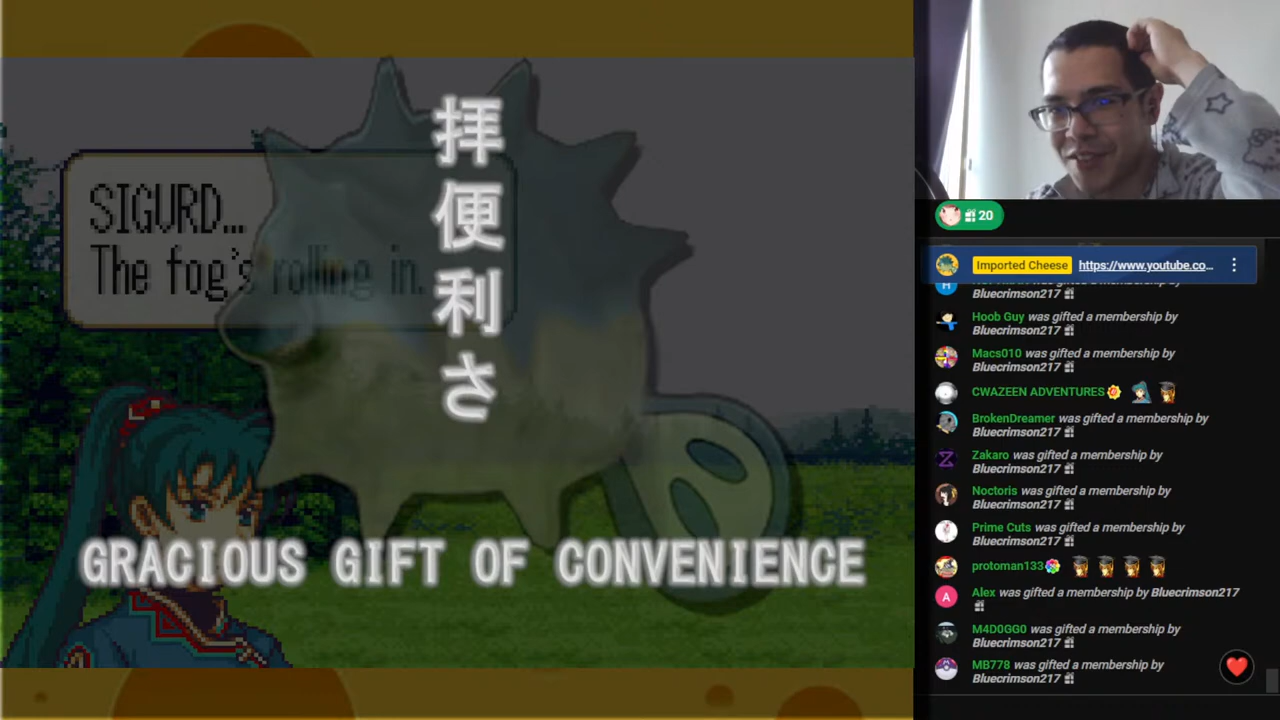 SIGURD...
The fog's rolling in.
拝便利さ
GRACIOUS GIFT OF CONVENIENCE
20
Imported Cheese https://www.youtube.co...
Bluecrimson217
Hoob Guy was gifted a membership by
Bluecrimson217
Macs010 was gifted a membership by
Bluecrimson217
CWAZEEN ADVENTURES
BrokenDreamer was gifted a membership by
Bluecrimson217
Zakaro was gifted a membership by
Bluecrimson217
Noctoris was gifted a membership by
Bluecrimson217
Prime Cuts was gifted a membership by
Bluecrimson217
protoman133
Alex was gifted a membership by Bluecrimson217
M4D0GG0 was gifted a membership by
Bluecrimson217
MB778 was gifted a membership by
Bluecrimson217